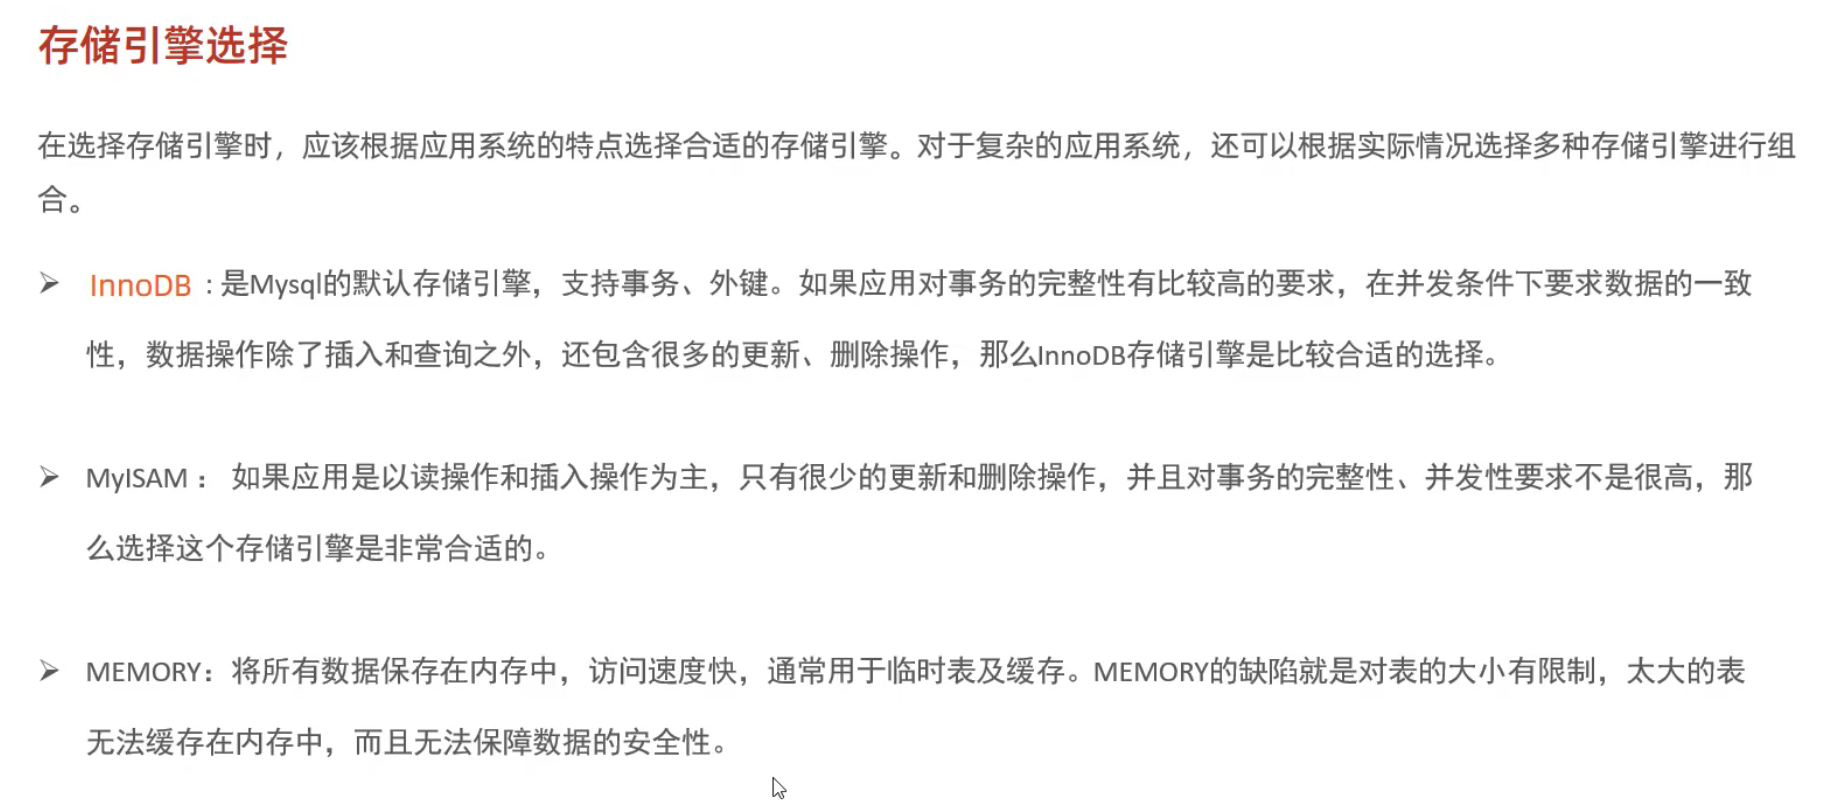 存储引擎选择
在选择存储引擎时，应该根据应用系统的特点选择合适的存储引擎。对于复杂的应用系统，还可以根据实际情况选择多种存储引擎进行组
合。
➢ InnoDB : 是Mysql的默认存储引擎，支持事务、外键。如果应用对事务的完整性有比较高的要求，在并发条件下要求数据的一致
性，数据操作除了插入和查询之外，还包含很多的更新、删除操作，那么InnoDB存储引擎是比较合适的选择。
➢ MyISAM： 如果应用是以读操作和插入操作为主，只有很少的更新和删除操作，并且对事务的完整性、并发性要求不是很高，那
么选择这个存储引擎是非常合适的。
➢ MEMORY：将所有数据保存在内存中，访问速度快，通常用于临时表及缓存。MEMORY的缺陷就是对表的大小有限制，太大的表
无法缓存在内存中，而且无法保障数据的安全性。